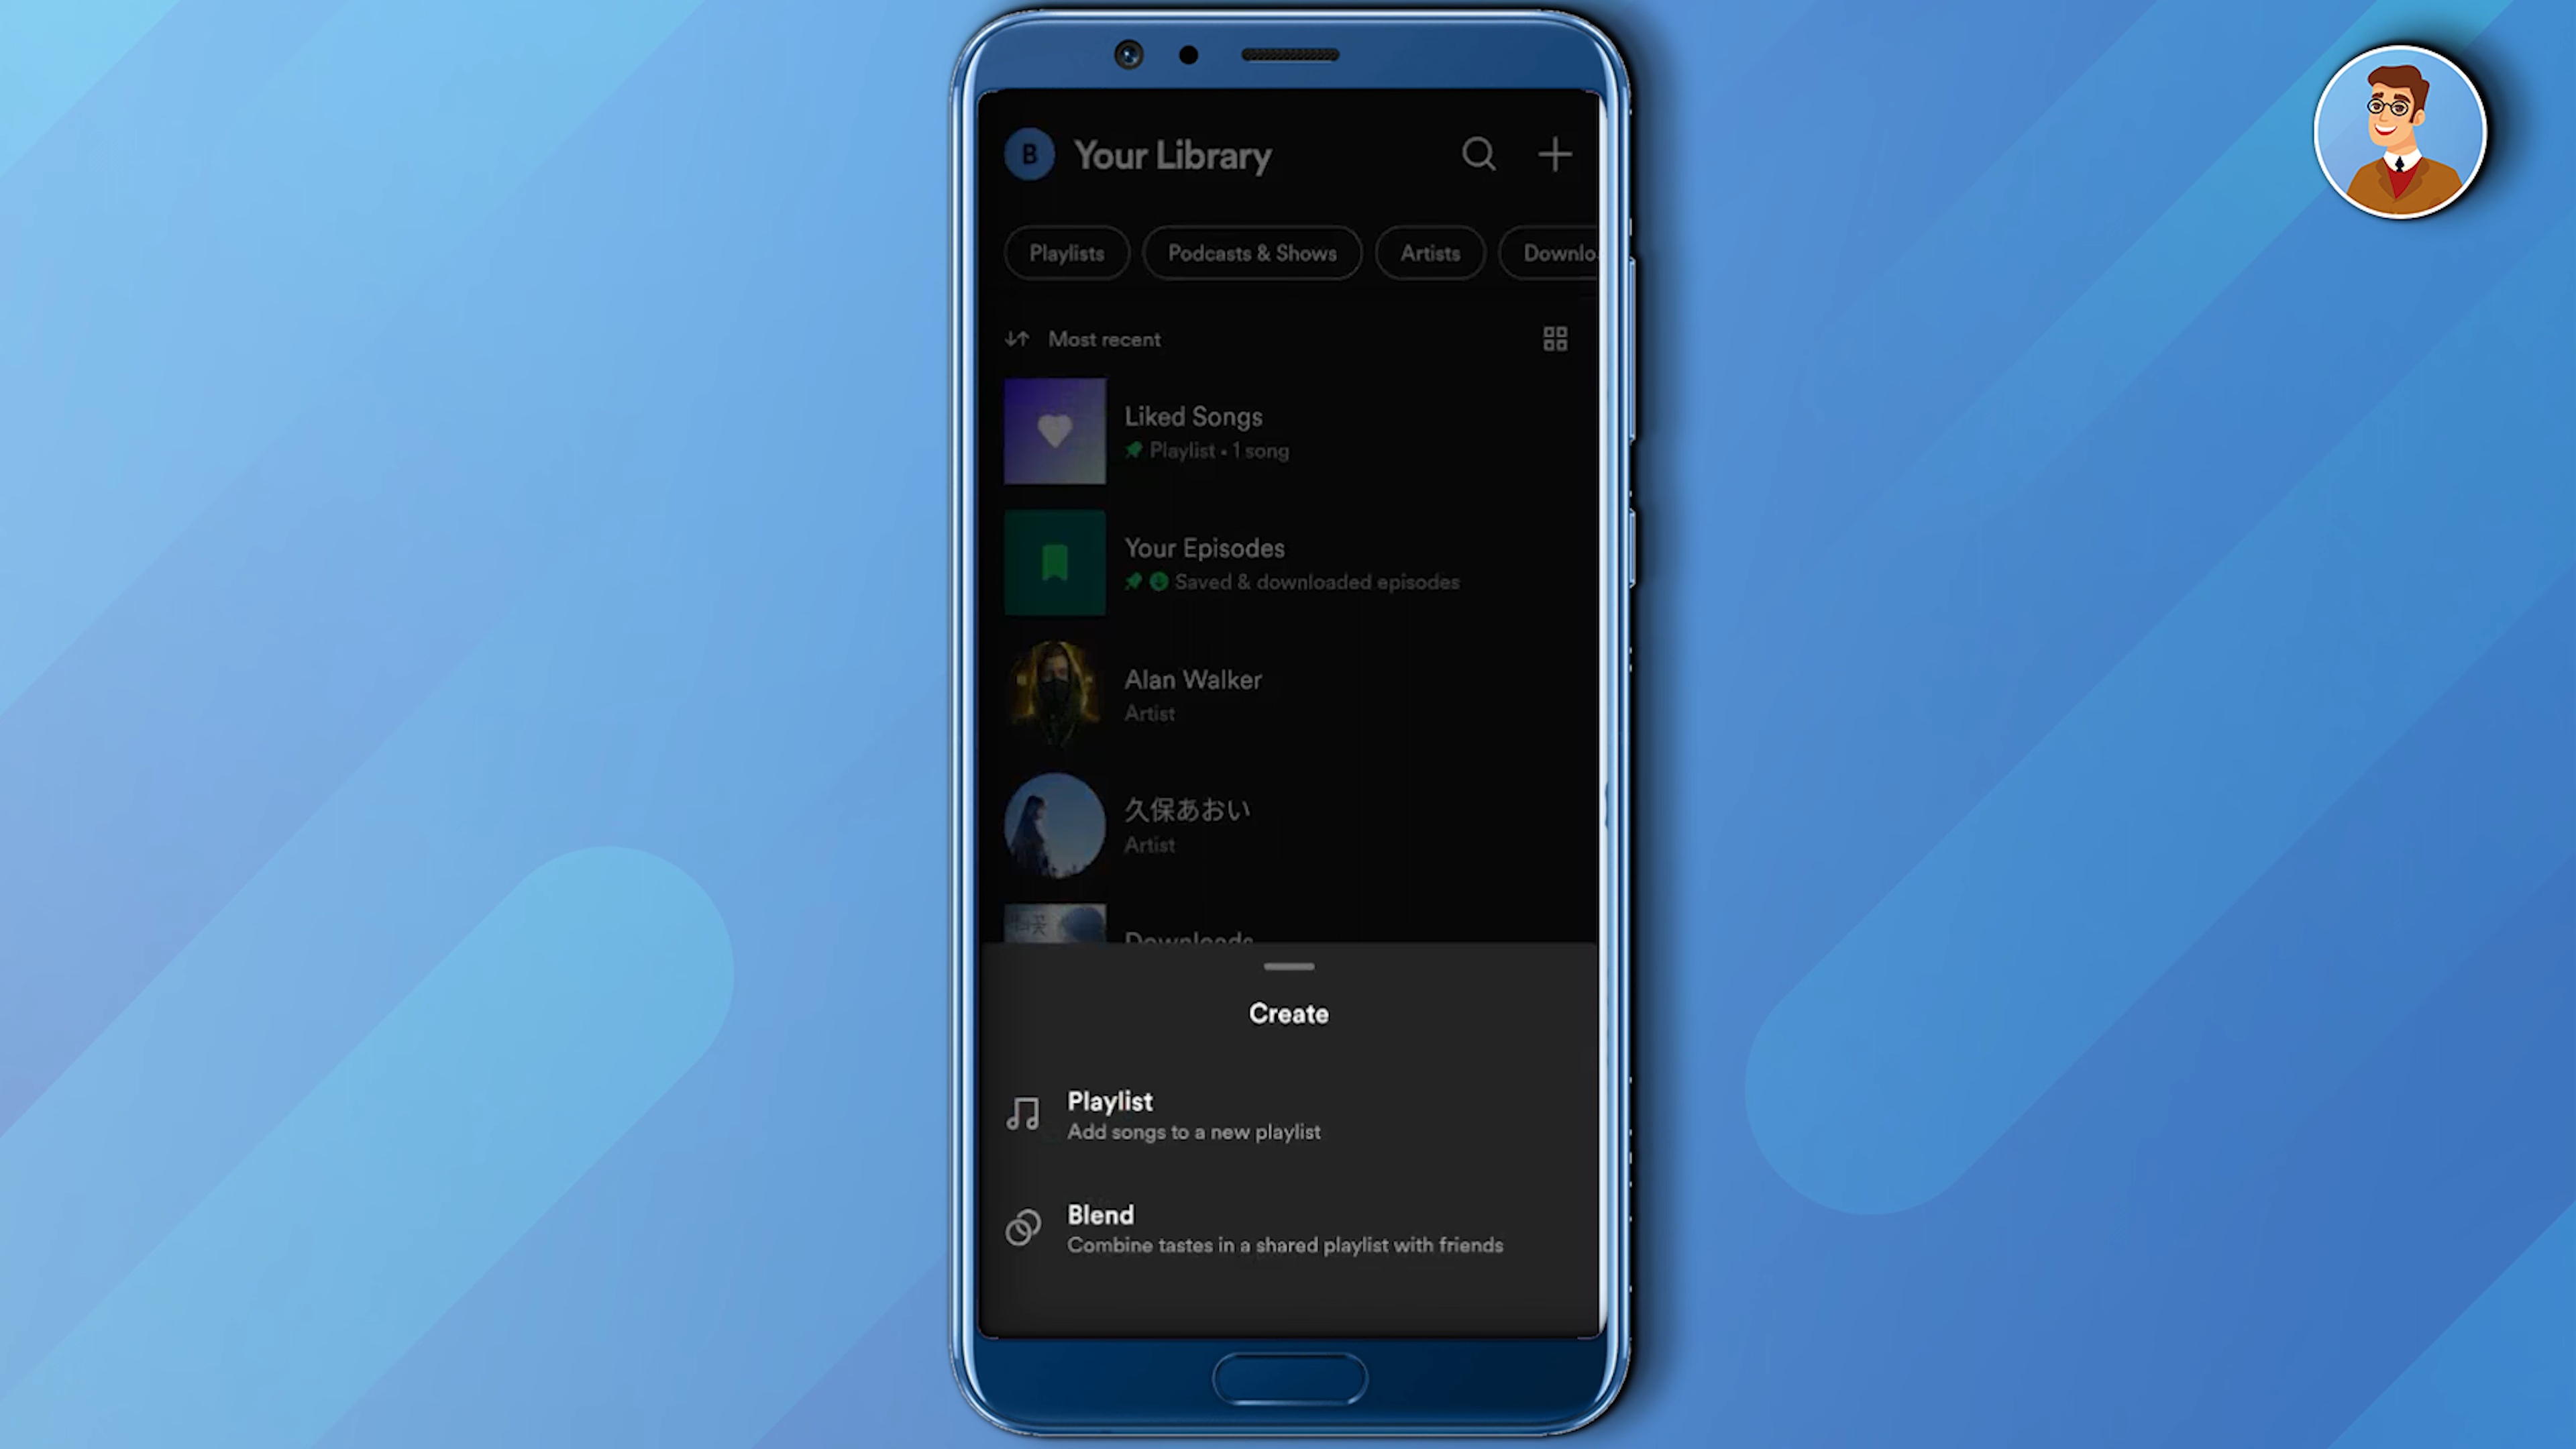 B
Your Library
Playlists
Podcasts & Shows
Artists
Downlo
Most recent
Liked Songs
Playlist • 1 song
Your Episodes
Saved & downloaded episodes
Alan Walker
Artist
久保あおい
Artist
Downloads
Create
Playlist
Add songs to a new playlist
Blend
Combine tastes in a shared playlist with friends